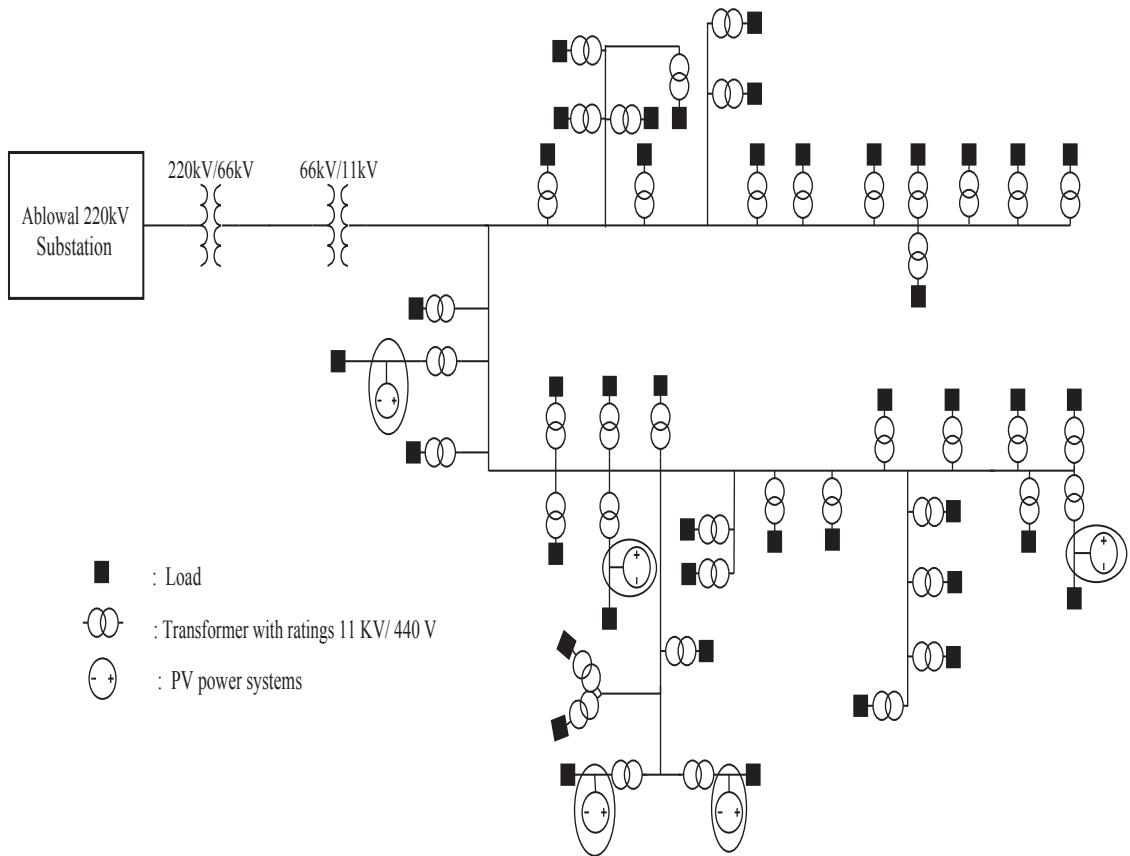 220kV/66kV
66kV/11kV
Ablowal 220kV
Substation
: Load
: Transformer with ratings 11 KV/ 440 V
: PV power systems